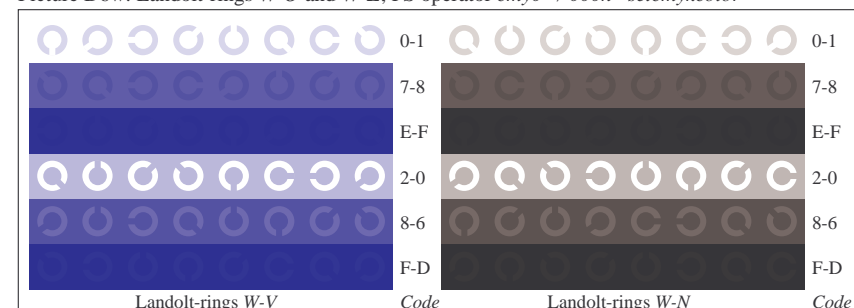 0-1 0-1
7-8 7-8
E-F E-F
2-0 2-0
8-6 8-6
F-D F-D
Landolt-rings W-V Code Landolt-rings W-N Code